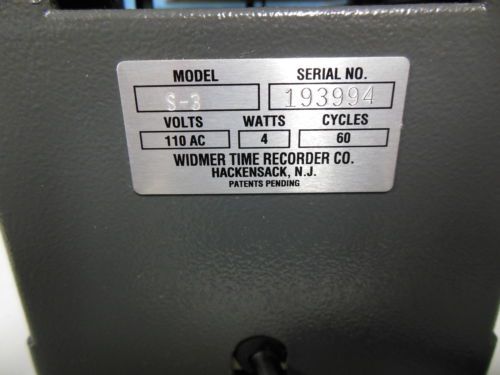 MODEL SERIAL NO.
S-3 193994
VOLTS WATTS CYCLES
110 AC 4 60
WIDMER TIME RECORDER CO.
HACKENSACK, N.J.
PATENTS PENDING